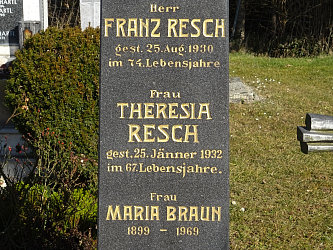 Herr
FRANZ RESCH
gest. 25. Aug. 1930
im 74. Lebensjahre
Frau
THERESIA
RESCH
gest. 25. Jänner 1932
im 67. Lebensjahre.
Frau
MARIA BRAUN
1899 - 1969